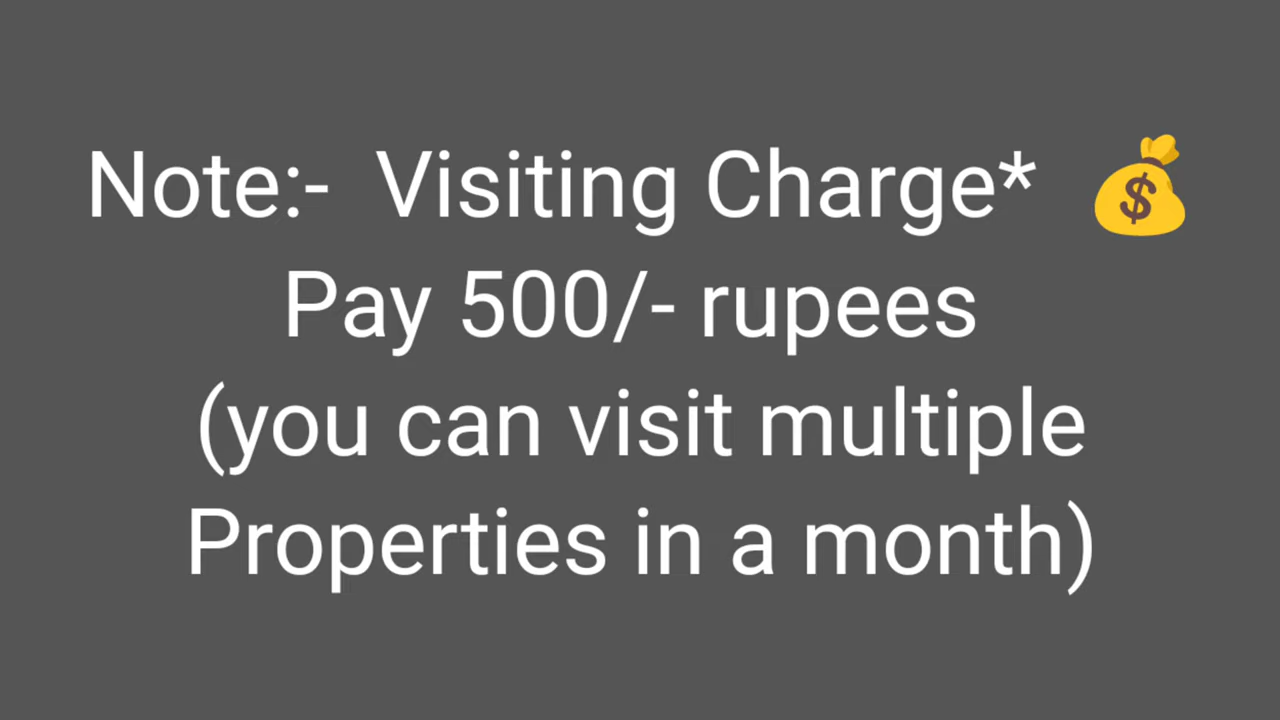 Note:-  Visiting Charge* 💰
Pay 500/- rupees
(you can visit multiple
Properties in a month)